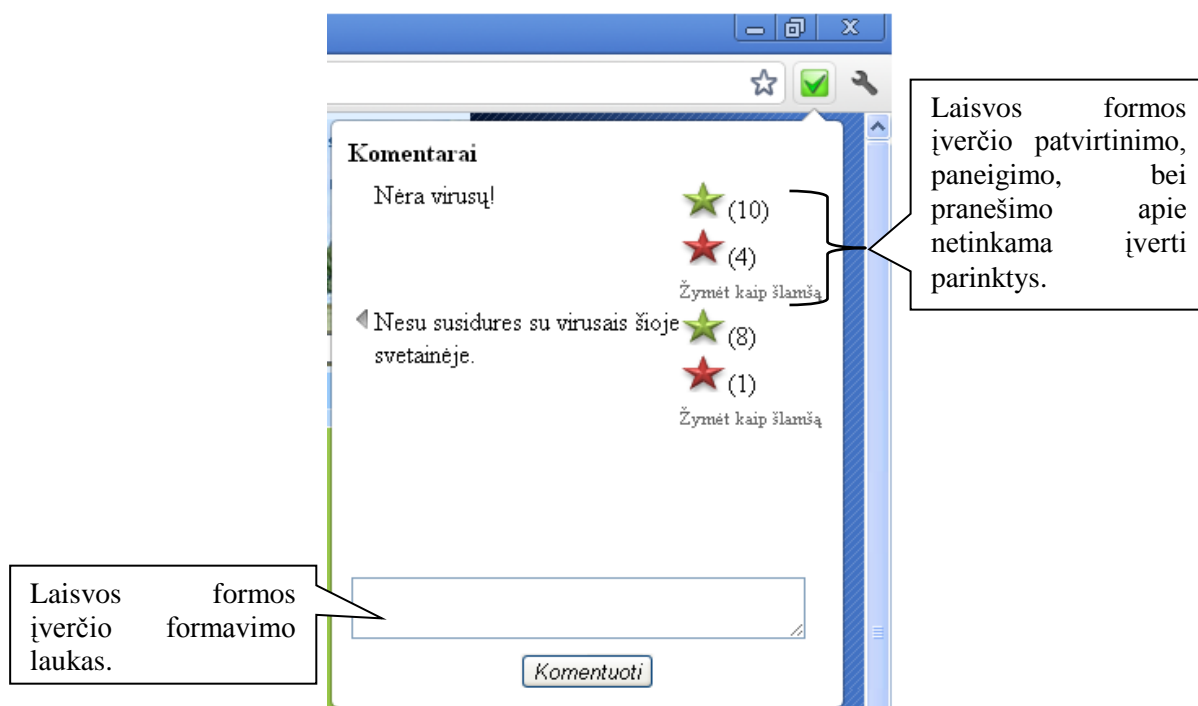 Komentarai
Nėra virusų!
(10)
(4)
Žymėt kaip šlamšą
Nesu susidures su virusais šioje
svetainėje.
(8)
(1)
Žymėt kaip šlamšą
Komentuoti
Laisvos formos
įverčio patvirtinimo,
paneigimo, bei
pranešimo apie
netinkama įverti
parinktys.
Laisvos formos
įverčio formavimo
laukas.